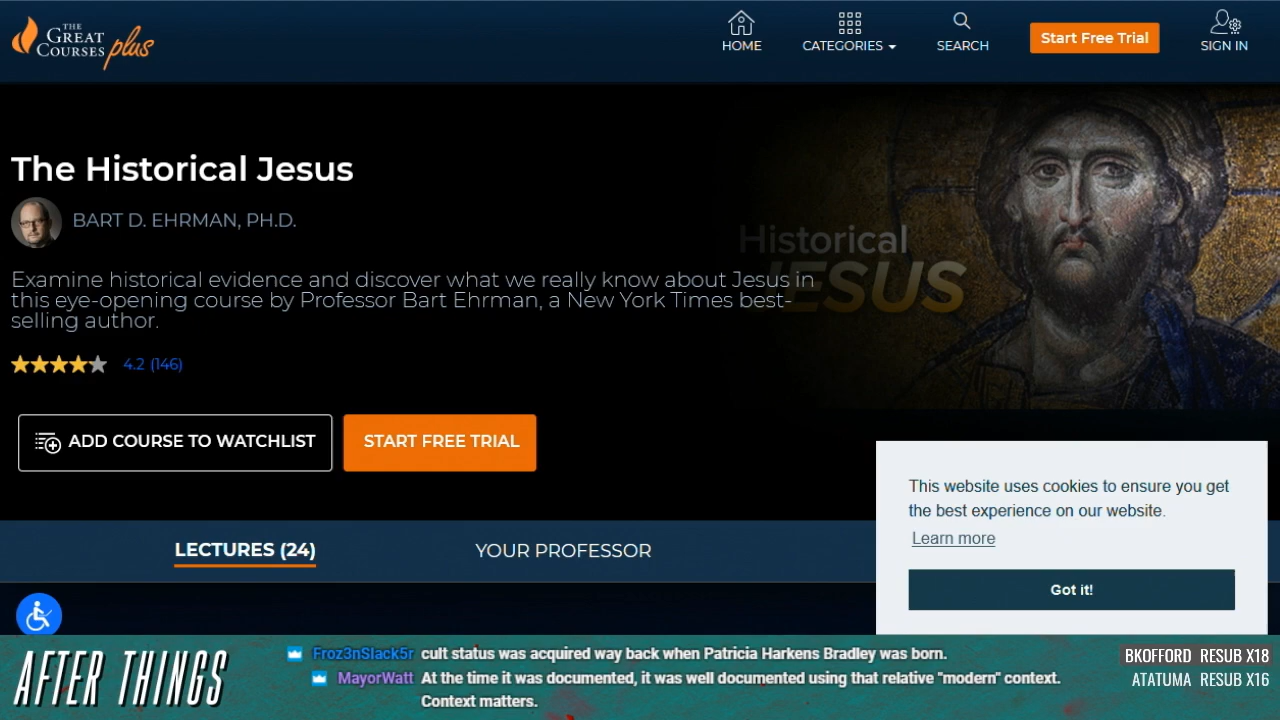 THE
GREAT
COURSES plus
HOME
CATEGORIES
SEARCH
Start Free Trial
SIGN IN
The Historical Jesus
BART D. EHRMAN, PH.D.
Historical
JESUS
Examine historical evidence and discover what we really know about Jesus in
this eye-opening course by Professor Bart Ehrman, a New York Times best-
selling author.
4.2 (146)
ADD COURSE TO WATCHLIST
START FREE TRIAL
This website uses cookies to ensure you get
the best experience on our website.
Learn more
Got it!
LECTURES (24)
YOUR PROFESSOR
AFTER THINGS
Froz3nSlack5r cult status was acquired way back when Patricia Harkens Bradley was born.
MayorWatt At the time it was documented, it was well documented using that relative "modern" context.
Context matters.
BKOFFORD RESUB X18
ATATUMA RESUB X16